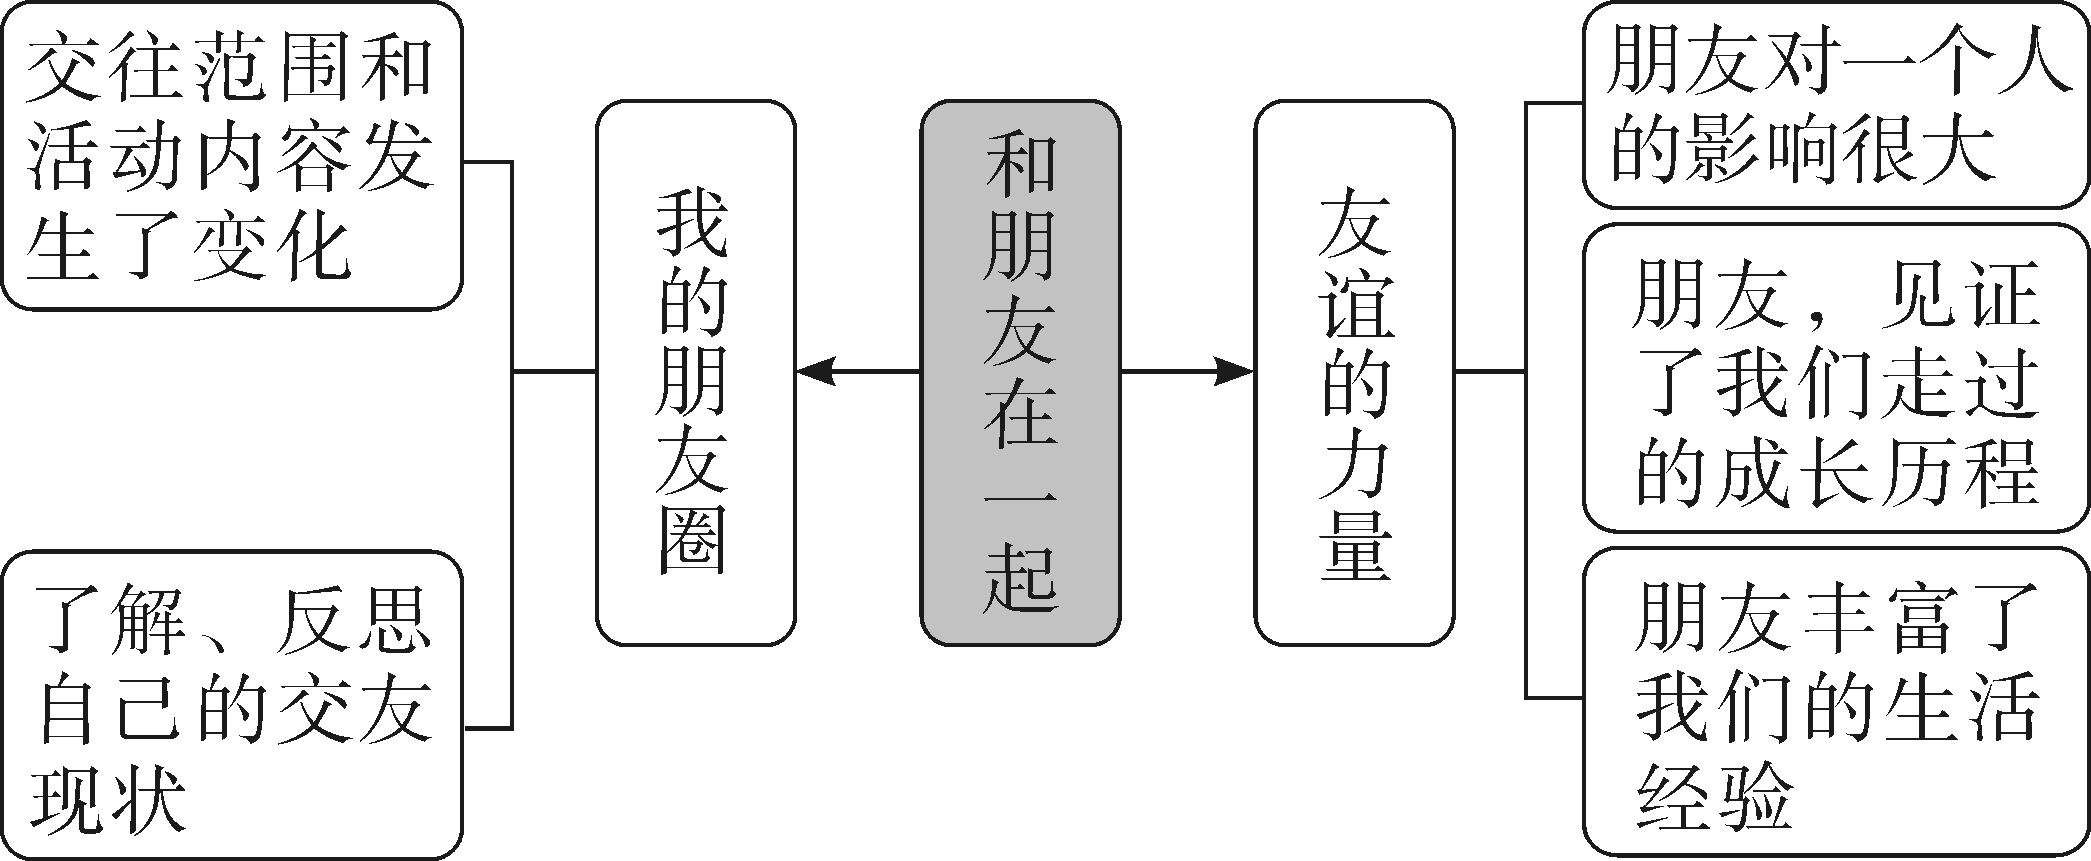 交往范围和
活动内容发
生了变化
了解、反思
自己的交友
现状
我的朋友圈
和朋友在一起
友谊的力量
朋友对一个人
的影响很大
朋友，见证
了我们走过
的成长历程
朋友丰富了
我们的生活
经验